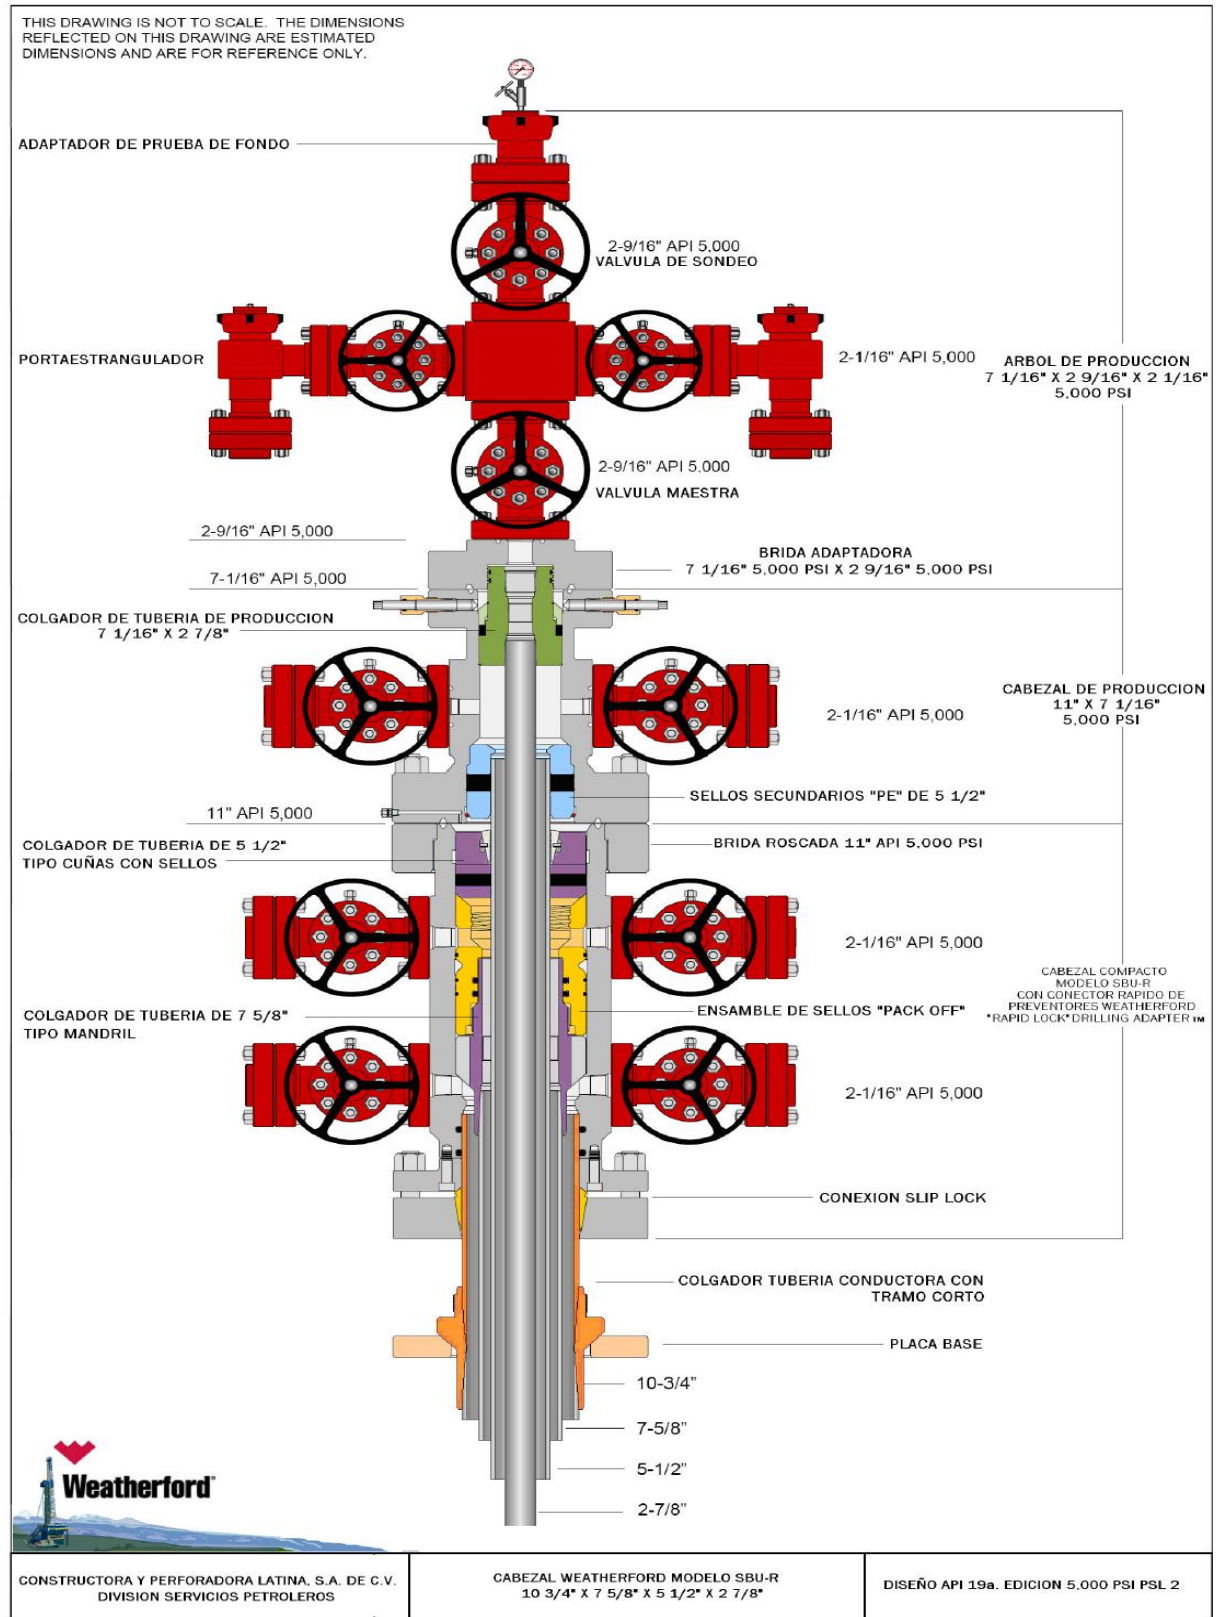 THIS DRAWING IS NOT TO SCALE. THE DIMENSIONS
REFLECTED ON THIS DRAWING ARE ESTIMATED
DIMENSIONS AND ARE FOR REFERENCE ONLY.
ADAPTADOR DE PRUEBA DE FONDO
2-9/16" API 5,000
VALVULA DE SONDEO
PORTAESTRANGULADOR
2-1/16" API 5,000
ARBOL DE PRODUCCION
7 1/16" X 2 9/16" X 2 1/16"
5,000 PSI
2-9/16" API 5,000
VALVULA MAESTRA
2-9/16" API 5,000
BRIDA ADAPTADORA
7 1/16" 5,000 PSI X 2 9/16" 5,000 PSI
7-1/16" API 5,000
COLGADOR DE TUBERIA DE PRODUCCION
7 1/16" X 2 7/8"
CABEZAL DE PRODUCCION
11" X 7 1/16"
5,000 PSI
2-1/16" API 5,000
SELLOS SECUNDARIOS "PE" DE 5 1/2"
11" API 5,000
BRIDA ROSCADA 11" API 5.000 PSI
COLGADOR DE TUBERIA DE 5 1/2"
TIPO CUÑAS CON SELLOS
2-1/16" API 5,000
CABEZAL COMPACTO
MODELO SBU-R
CON CONECTOR RAPIDO DE
PREVENTORES WEATHERFORD
"RAPID LOCK" DRILLING ADAPTER TM
COLGADOR DE TUBERIA DE 7 5/8"
TIPO MANDRIL
ENSAMBLE DE SELLOS "PACK OFF"
2-1/16" API 5,000
CONEXION SLIP LOCK
COLGADOR TUBERIA CONDUCTORA CON
TRAMO CORTO
PLACA BASE
10-3/4"
7-5/8"
5-1/2"
2-7/8"
Weatherford
CONSTRUCTORA Y PERFORADORA LATINA, S.A. DE C.V.
DIVISION SERVICIOS PETROLEROS
CABEZAL WEATHERFORD MODELO SBU-R
10 3/4" X 7 5/8" X 5 1/2" X 2 7/8"
DISEÑO API 19a. EDICION 5,000 PSI PSL 2